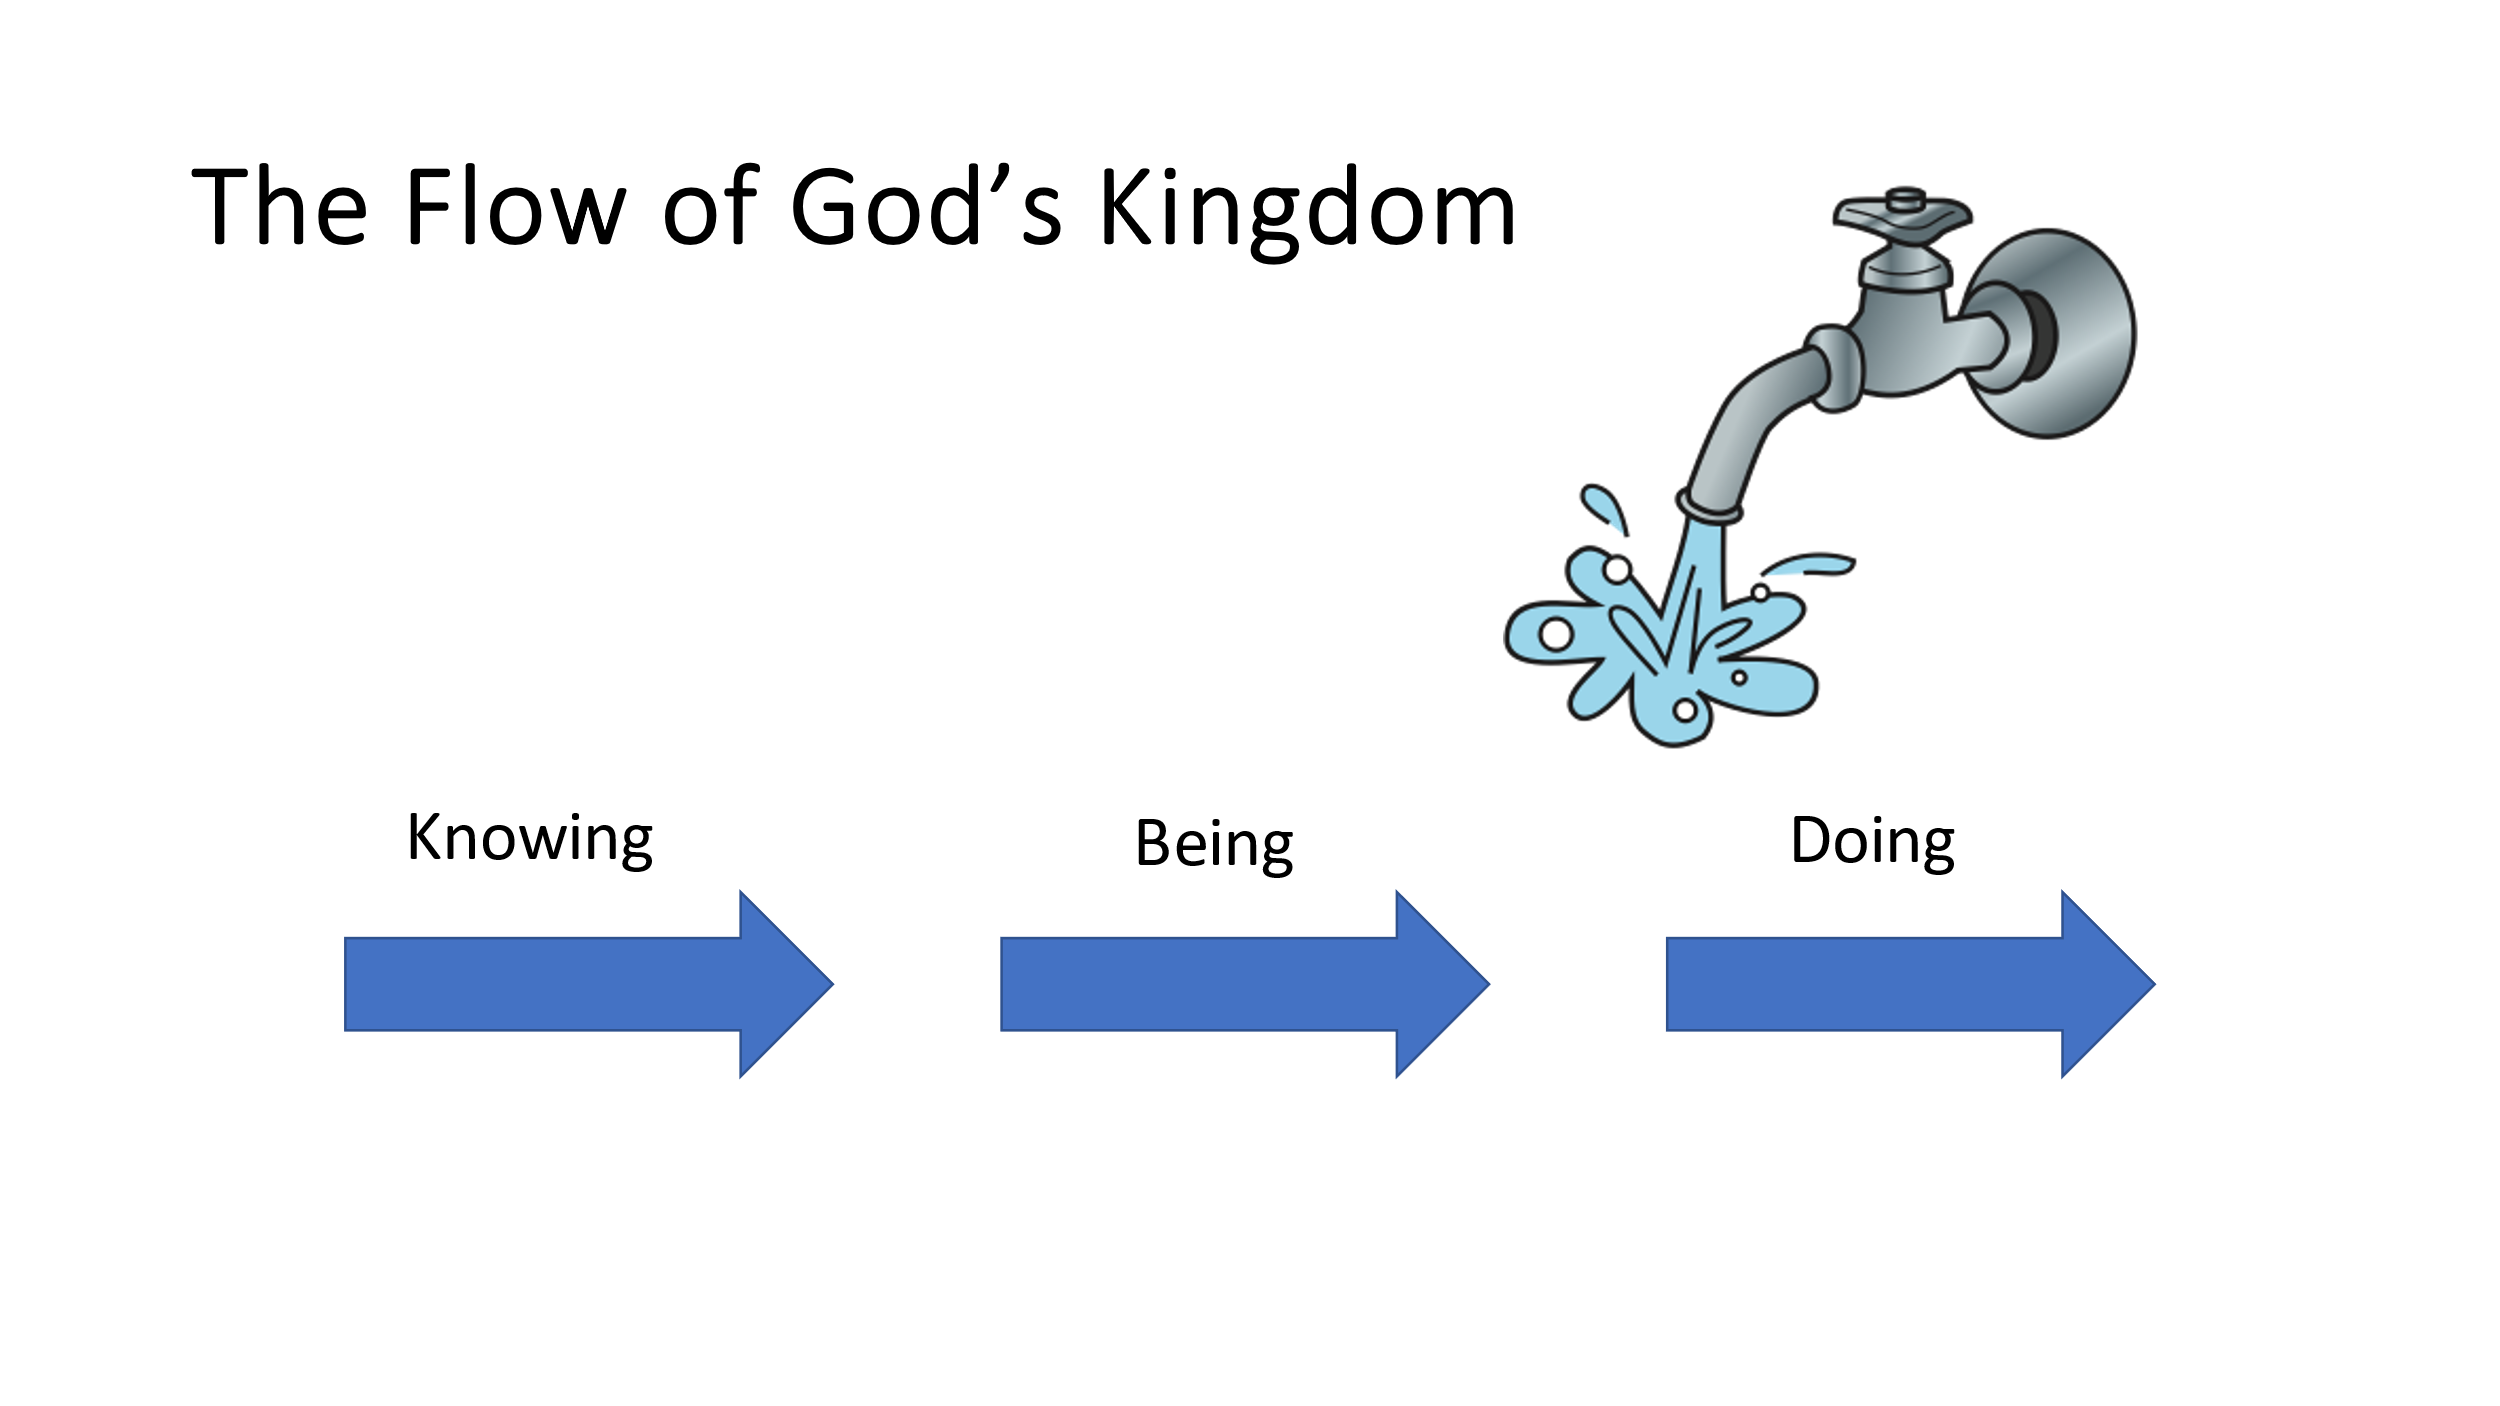 The Flow of God’s Kingdom
Knowing
Being
Doing